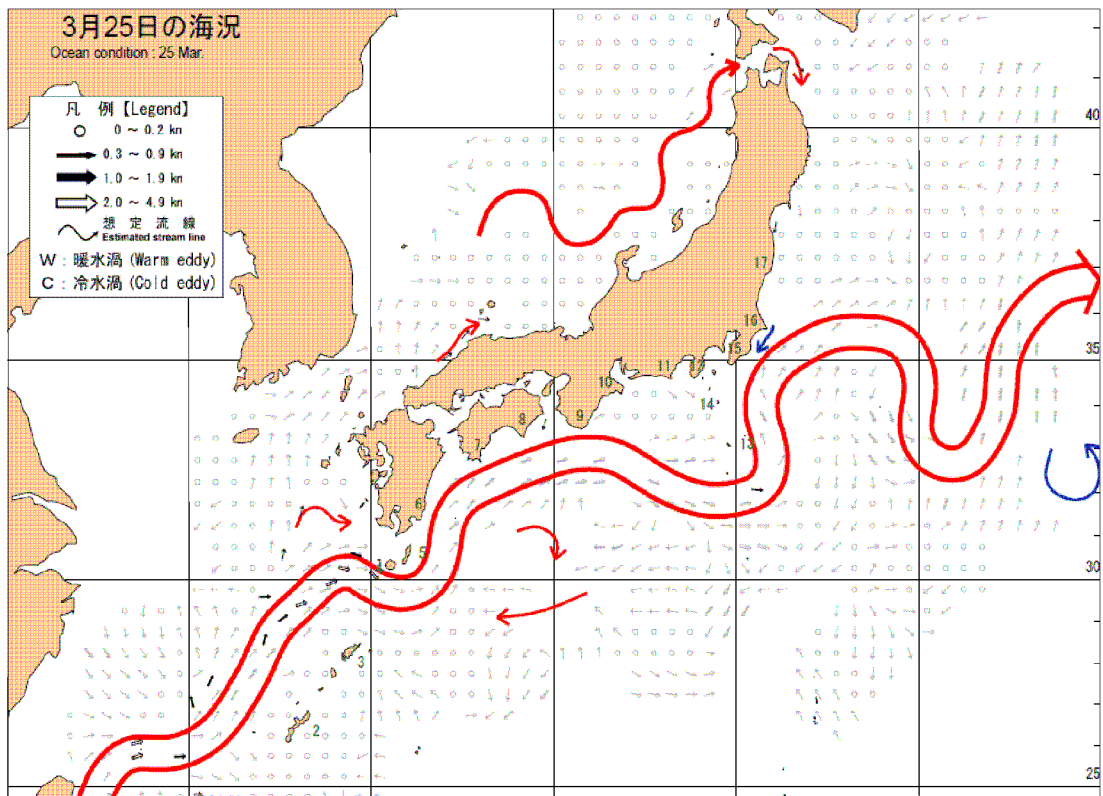 3月25日の海況
Ocean condition : 25 Mar.
凡 例【Legend】
0 ～ 0.2 kn
0.3 ～ 0.9 kn
1.0 ～ 1.9 kn
2.0 ～ 4.9 kn
想 定 流 線
Estimated stream line
W : 暖水渦 (Warm eddy)
C : 冷水渦 (Cold eddy)
40
17
16
15
35
11
12
10
14
9
8
7
13
6
5
1
30
3
2
25